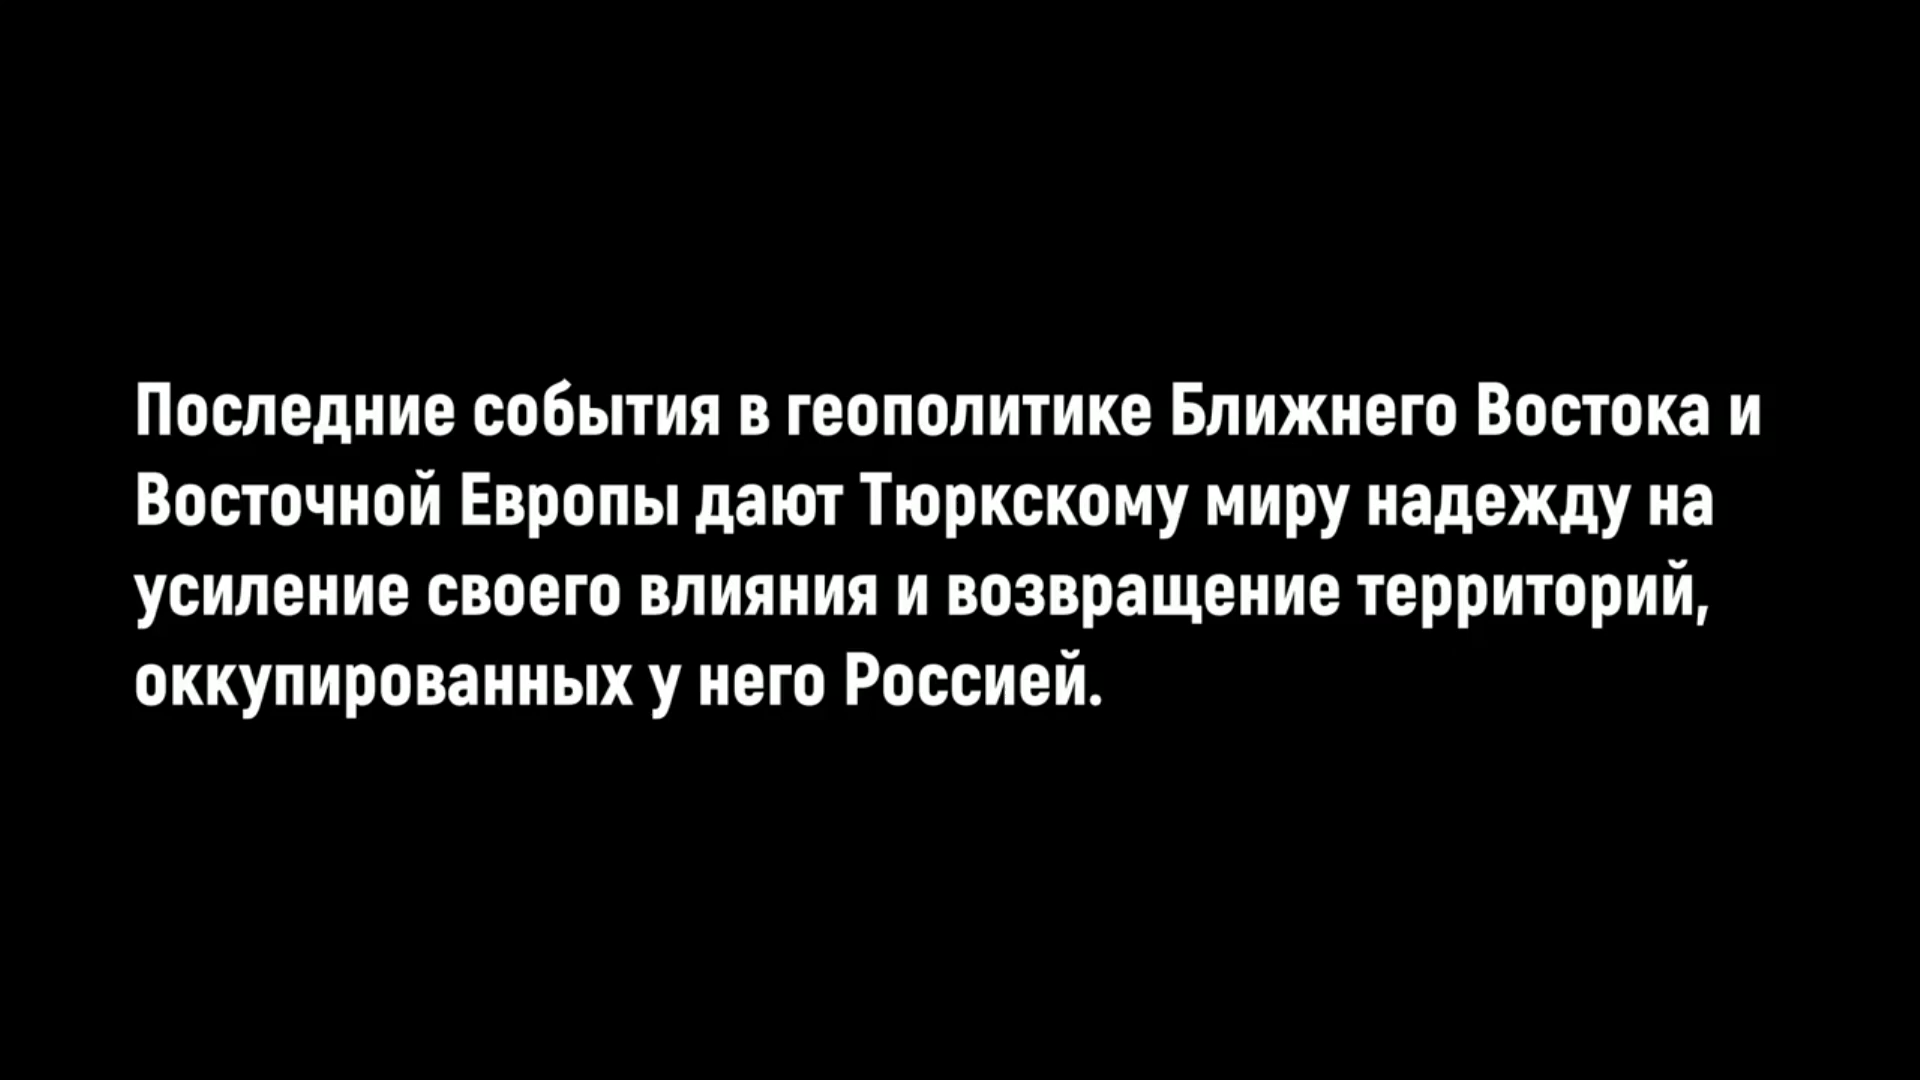 Последние события в геополитике Ближнего Востока и
Восточной Европы дают Тюркскому миру надежду на
усиление своего влияния и возвращение территорий,
оккупированных у него Россией.